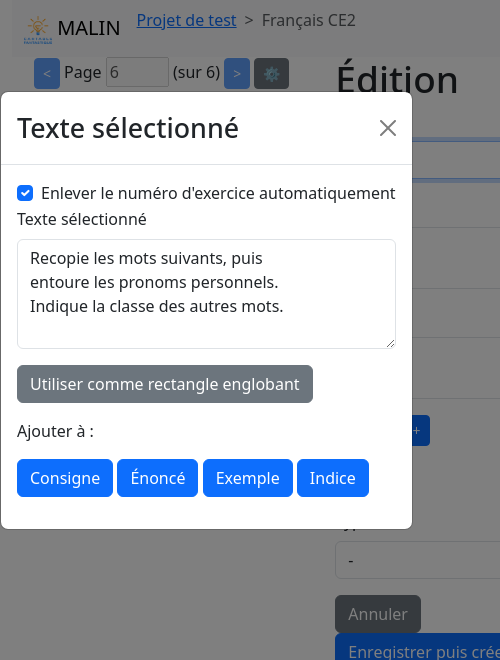 MALIN Projet de test > Français CE2
< Page 6 (sur 6) >
Édition
Texte sélectionné
Enlever le numéro d'exercice automatiquement
Texte sélectionné
Recopie les mots suivants, puis
entoure les pronoms personnels.
Indique la classe des autres mots.
Utiliser comme rectangle englobant
Ajouter à :
+
Consigne Énoncé Exemple Indice
-
Annuler
Enregistrer puis crée